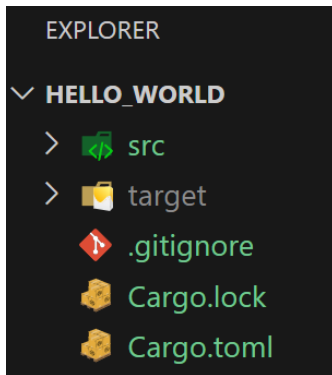 EXPLORER
HELLO_WORLD
src
target
.gitignore
Cargo.lock
Cargo.toml